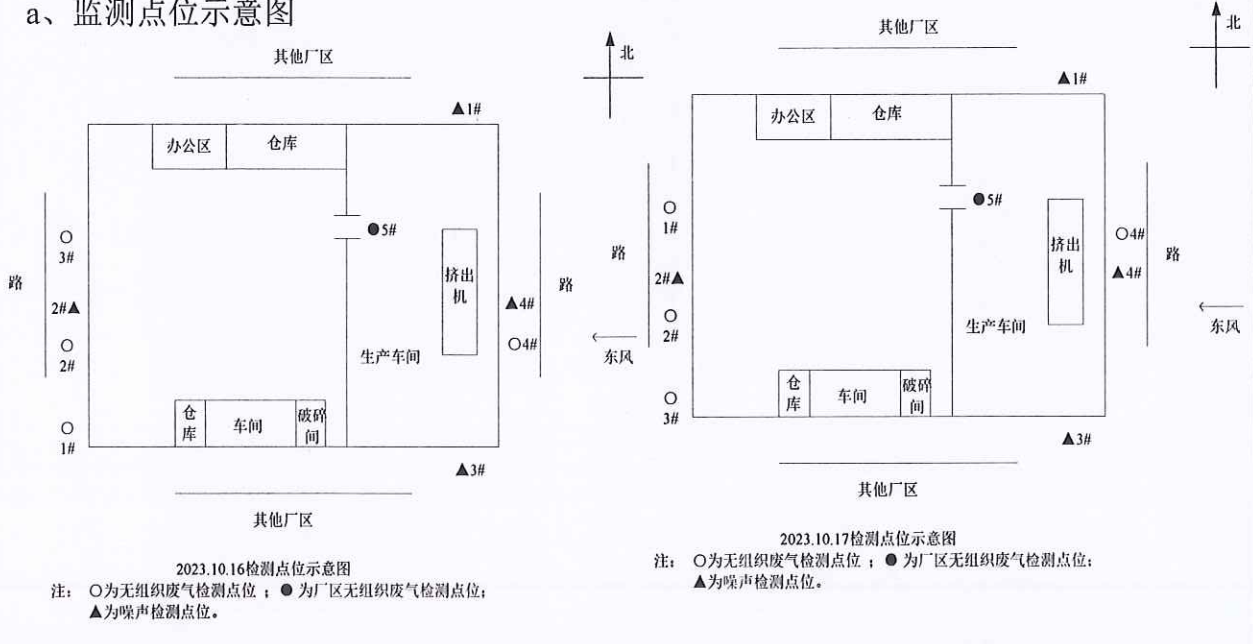 a、监测点位示意图
其他厂区
北
▲1#
办公区
仓库
●5#
○
3#
路
2#▲
○
2#
○
1#
挤出
机
▲4#
○4#
路
东风
生产车间
仓
库
车间
破碎
间
▲3#
其他厂区
2023.10.16检测点位示意图
注： ○为无组织废气检测点位 ；● 为厂区无组织废气检测点位；
▲为噪声检测点位。
其他厂区
北
▲1#
办公区
仓库
●5#
○
1#
路
2#▲
○
2#
○
3#
挤出
机
○4#
▲4#
路
东风
生产车间
仓
库
车间
破碎
间
▲3#
其他厂区
2023.10.17检测点位示意图
注： ○为无组织废气检测点位 ；● 为厂区无组织废气检测点位；
▲为噪声检测点位。